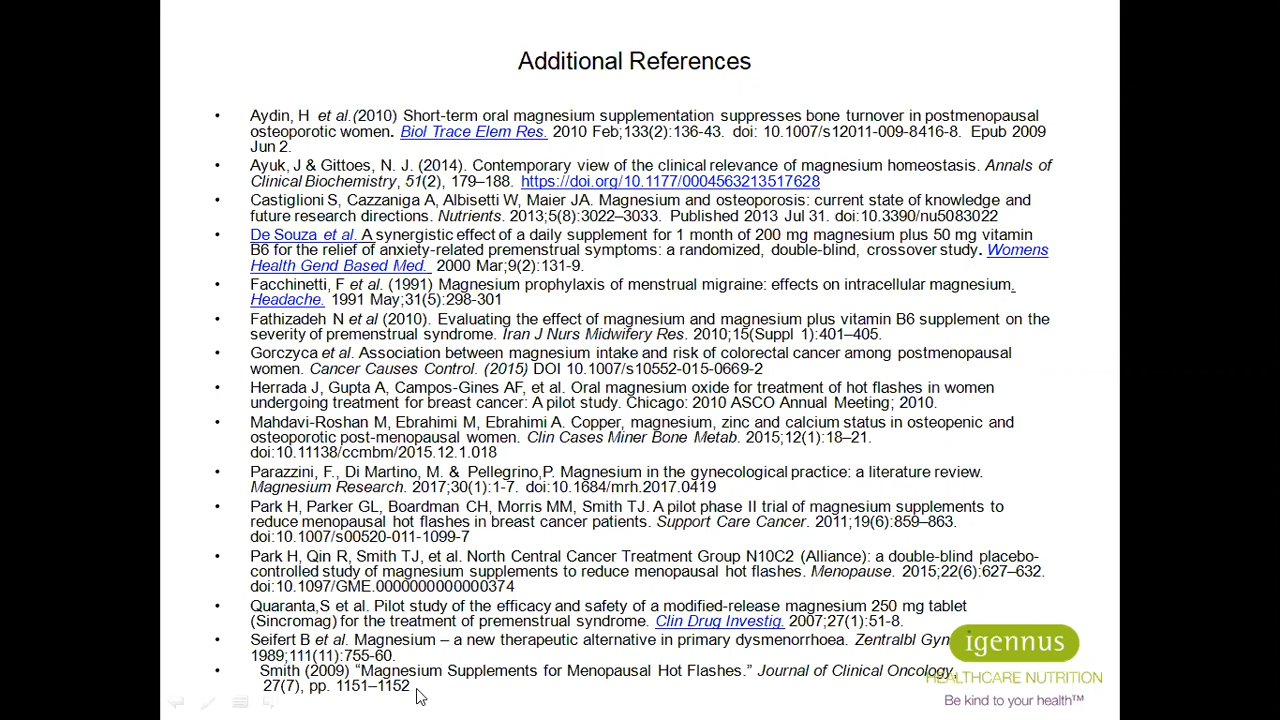 Additional References
• Aydin, H et al.(2010) Short-term oral magnesium supplementation suppresses bone turnover in postmenopausal
osteoporotic women. Biol Trace Elem Res. 2010 Feb;133(2):136-43. doi: 10.1007/s12011-009-8416-8. Epub 2009
Jun 2.
• Ayuk, J & Gittoes, N. J. (2014). Contemporary view of the clinical relevance of magnesium homeostasis. Annals of
Clinical Biochemistry, 51(2), 179–188. https://doi.org/10.1177/0004563213517628
• Castiglioni S, Cazzaniga A, Albisetti W, Maier JA. Magnesium and osteoporosis: current state of knowledge and
future research directions. Nutrients. 2013;5(8):3022–3033. Published 2013 Jul 31. doi:10.3390/nu5083022
• De Souza et al. A synergistic effect of a daily supplement for 1 month of 200 mg magnesium plus 50 mg vitamin
B6 for the relief of anxiety-related premenstrual symptoms: a randomized, double-blind, crossover study. Womens
Health Gend Based Med. 2000 Mar;9(2):131-9.
• Facchinetti, F et al. (1991) Magnesium prophylaxis of menstrual migraine: effects on intracellular magnesium.
Headache. 1991 May;31(5):298-301
• Fathizadeh N et al (2010). Evaluating the effect of magnesium and magnesium plus vitamin B6 supplement on the
severity of premenstrual syndrome. Iran J Nurs Midwifery Res. 2010;15(Suppl 1):401–405.
• Gorczyca et al. Association between magnesium intake and risk of colorectal cancer among postmenopausal
women. Cancer Causes Control. (2015) DOI 10.1007/s10552-015-0669-2
• Herrada J, Gupta A, Campos-Gines AF, et al. Oral magnesium oxide for treatment of hot flashes in women
undergoing treatment for breast cancer: A pilot study. Chicago: 2010 ASCO Annual Meeting; 2010.
• Mahdavi-Roshan M, Ebrahimi M, Ebrahimi A. Copper, magnesium, zinc and calcium status in osteopenic and
osteoporotic post-menopausal women. Clin Cases Miner Bone Metab. 2015;12(1):18–21.
doi:10.11138/ccmbm/2015.12.1.018
• Parazzini, F., Di Martino, M. & Pellegrino,P. Magnesium in the gynecological practice: a literature review.
Magnesium Research. 2017;30(1):1-7. doi:10.1684/mrh.2017.0419
• Park H, Parker GL, Boardman CH, Morris MM, Smith TJ. A pilot phase II trial of magnesium supplements to
reduce menopausal hot flashes in breast cancer patients. Support Care Cancer. 2011;19(6):859–863.
doi:10.1007/s00520-011-1099-7
• Park H, Qin R, Smith TJ, et al. North Central Cancer Treatment Group N10C2 (Alliance): a double-blind placebo-
controlled study of magnesium supplements to reduce menopausal hot flashes. Menopause. 2015;22(6):627–632.
doi:10.1097/GME.0000000000000374
• Quaranta,S et al. Pilot study of the efficacy and safety of a modified-release magnesium 250 mg tablet
(Sincromag) for the treatment of premenstrual syndrome. Clin Drug Investig. 2007;27(1):51-8.
• Seifert B et al. Magnesium – a new therapeutic alternative in primary dysmenorrhoea. Zentralbl Gyn
1989;111(11):755-60.
• Smith (2009) “Magnesium Supplements for Menopausal Hot Flashes.” Journal of Clinical Oncology,
27(7), pp. 1151–1152
igennus
HEALTHCARE NUTRITION
Be kind to your health™